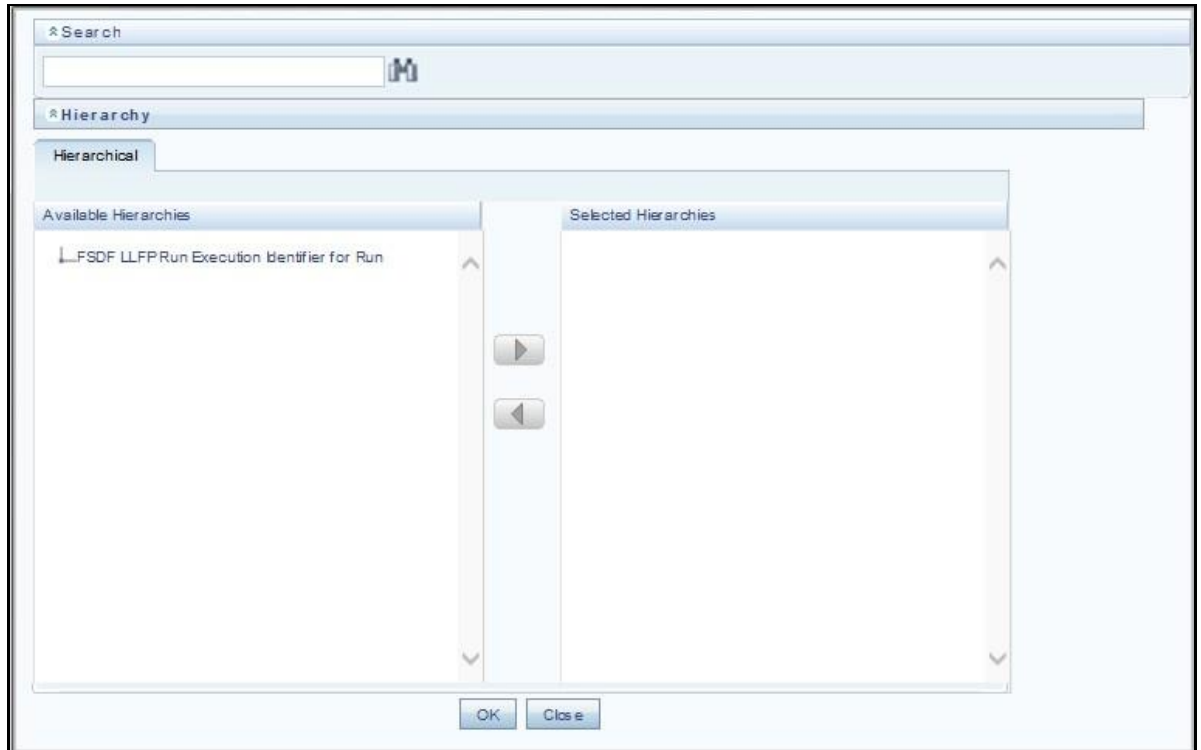 Search
Hierarchy
Hierarchical
Available Hierarchies
Selected Hierarchies
FSDF LLFP Run Execution Identifier for Run
OK
Close